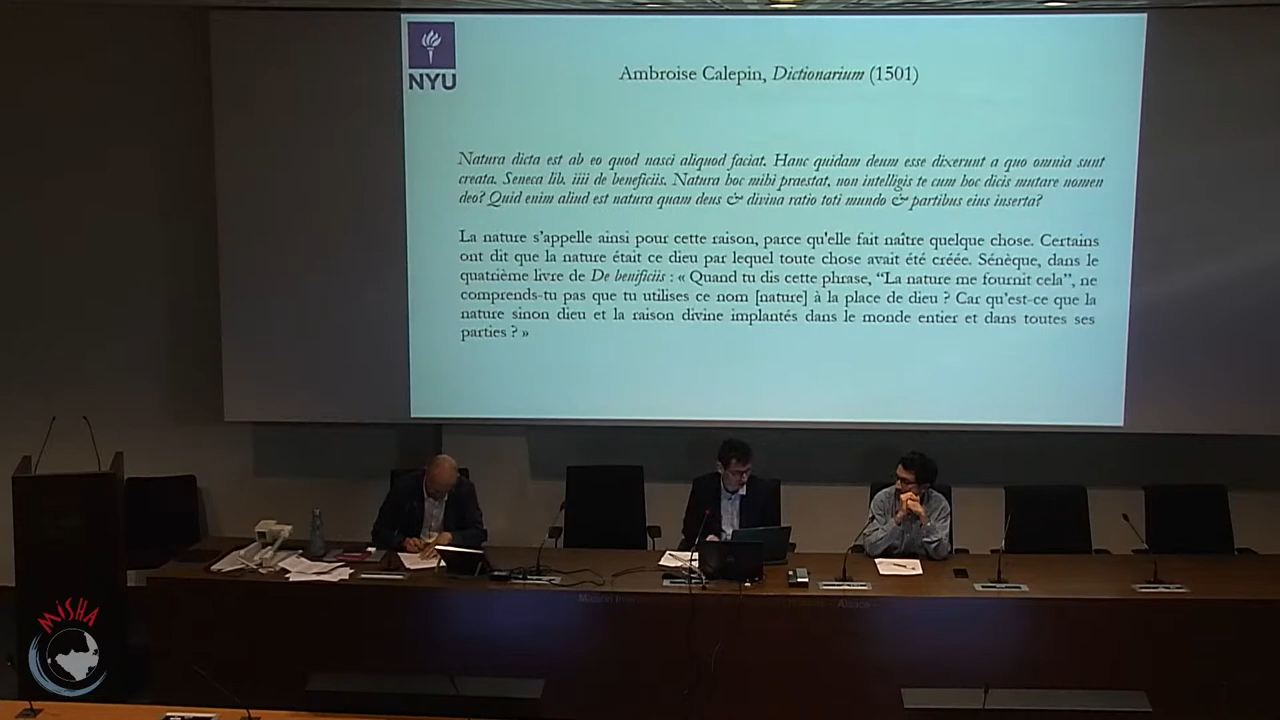 NYU
Ambroise Calepin, Dictionarium (1501)
Natura dicta est ab eo quod nasci aliquod faciat. Hanc quidam deum esse dixerunt a quo omnia sunt
creata. Seneca lib. iiii de beneficiis. Natura hoc mihi praestat, non intelligis te cum hoc dicis mutare nomen
deo? Quid enim aliud est natura quam deus & divina ratio toti mundo & partibus eius inserta?
La nature s'appelle ainsi pour cette raison, parce qu'elle fait naître quelque chose. Certains
ont dit que la nature était ce dieu par lequel toute chose avait été créée. Sénèque, dans le
quatrième livre de De benificiis : « Quand tu dis cette phrase, “La nature me fournit cela”, ne
comprends-tu pas que tu utilises ce nom [nature] à la place de dieu ? Car qu'est-ce que la
nature sinon dieu et la raison divine implantés dans le monde entier et dans toutes ses
parties ? »
MISHA